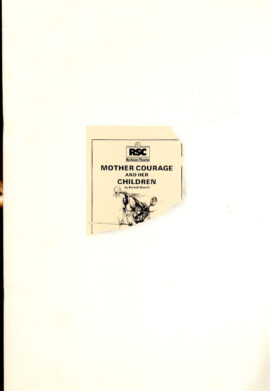 RSC
Barbican Theatre
MOTHER COURAGE
AND HER
CHILDREN
by Bertolt Brecht